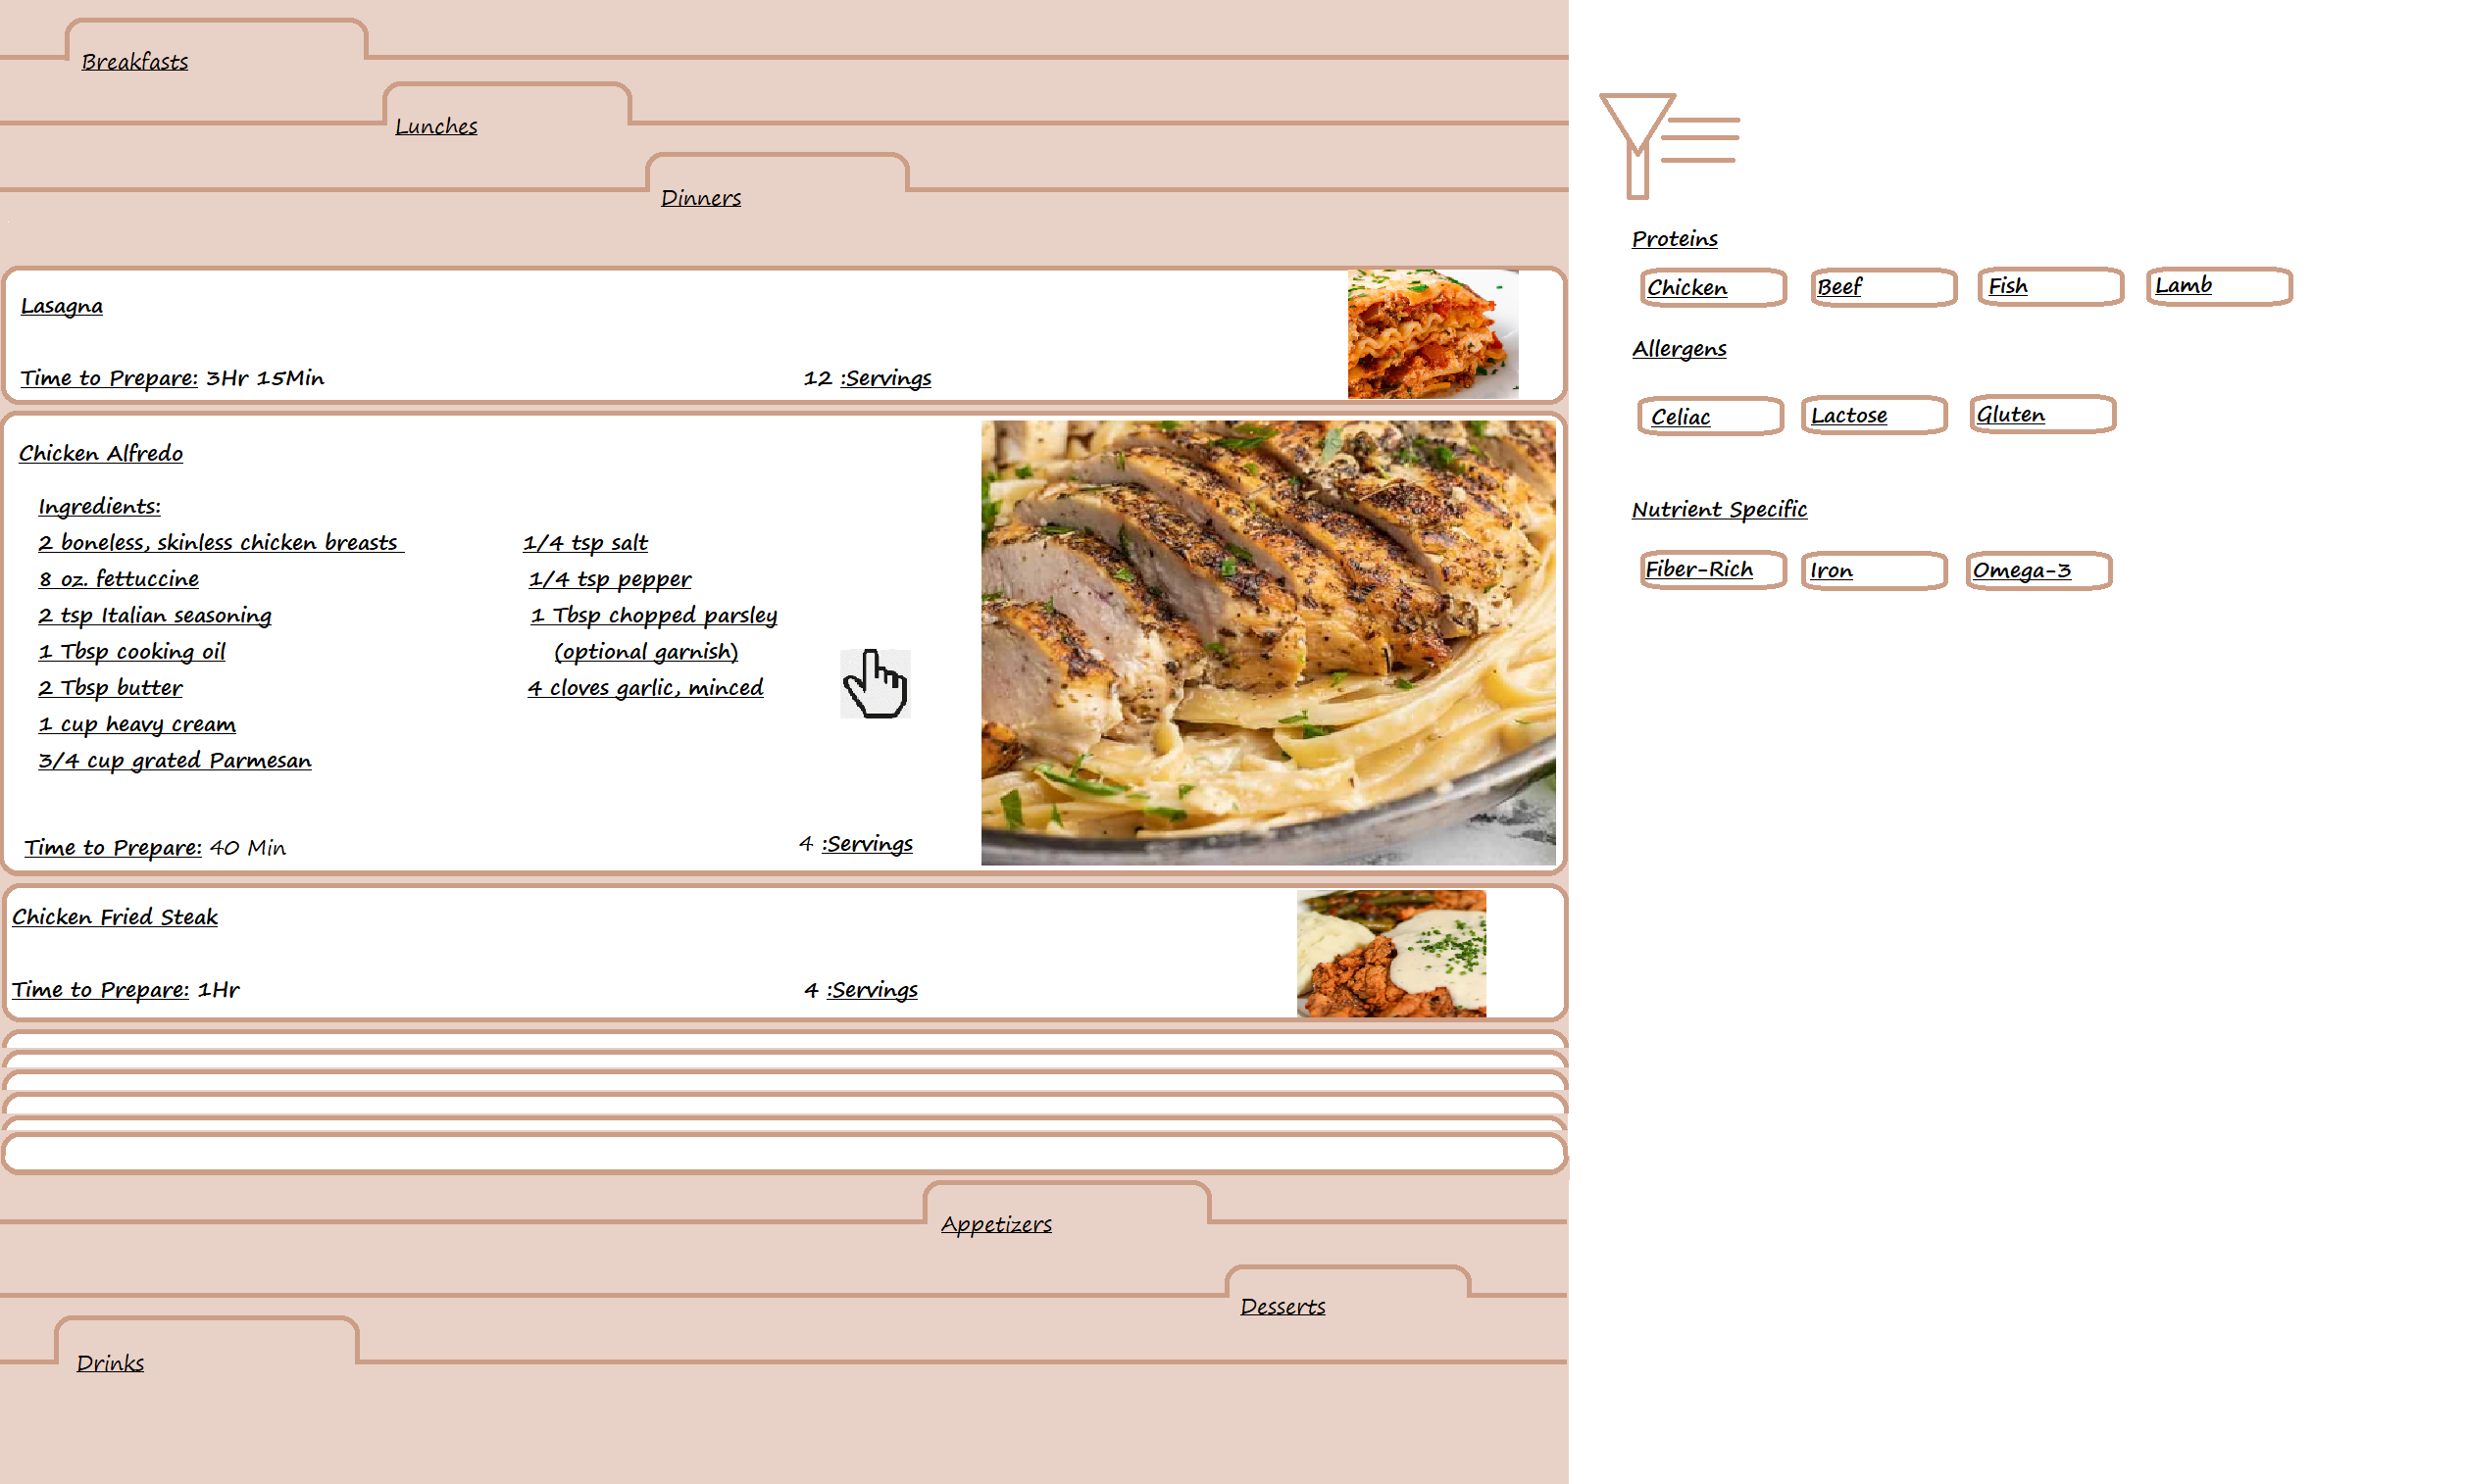 Breakfasts
Lunches
Dinners
Lasagna
Time to Prepare: 3Hr 15Min
12 :Servings
Chicken Alfredo
Ingredients:
2 boneless, skinless chicken breasts
8 oz. fettuccine
2 tsp Italian seasoning
1 Tbsp cooking oil
2 Tbsp butter
1 cup heavy cream
3/4 cup grated Parmesan
1/4 tsp salt
1/4 tsp pepper
1 Tbsp chopped parsley
(optional garnish)
4 cloves garlic, minced
Time to Prepare: 40 Min
4 :Servings
Chicken Fried Steak
Time to Prepare: 1Hr
4 :Servings
Appetizers
Desserts
Drinks
Proteins
Chicken
Beef
Fish
Lamb
Allergens
Celiac
Lactose
Gluten
Nutrient Specific
Fiber-Rich
Iron
Omega-3